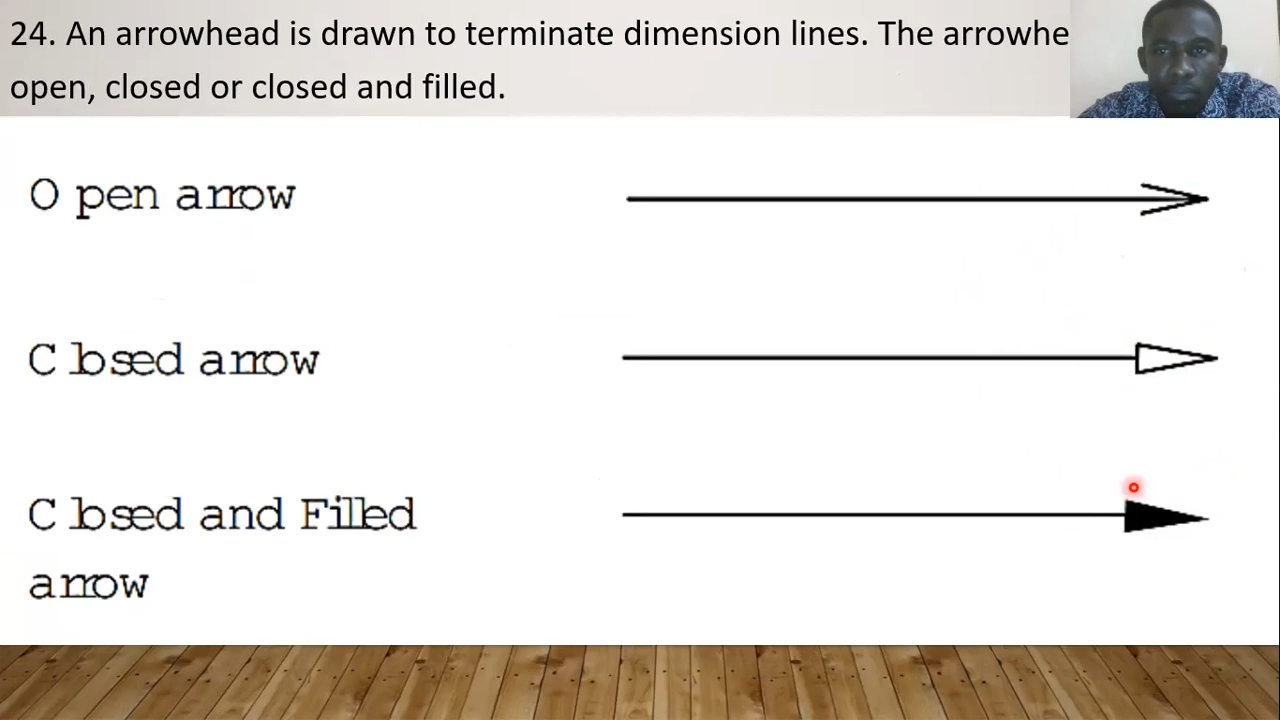 24. An arrowhead is drawn to terminate dimension lines. The arrowhe
open, closed or closed and filled.
Open arrow
Closed arrow
Closed and Filled
arrow